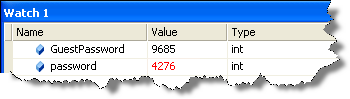 Watch 1
Name Value Type
GuestPassword 9685 int
password 4276 int